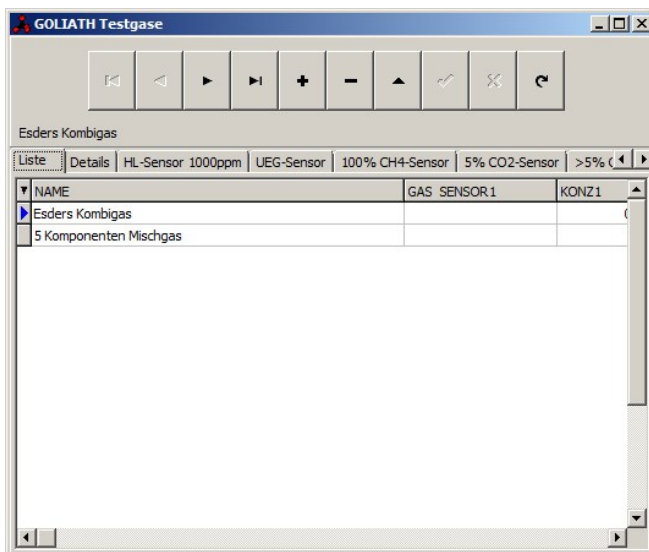 GOLIATH Testgase
Esders Kombigas
Liste Details HL-Sensor 1000ppm UEG-Sensor 100% CH4-Sensor 5% CO2-Sensor >5%
NAME GAS SENSOR1 KONZ1
Esders Kombigas
5 Komponenten Mischgas